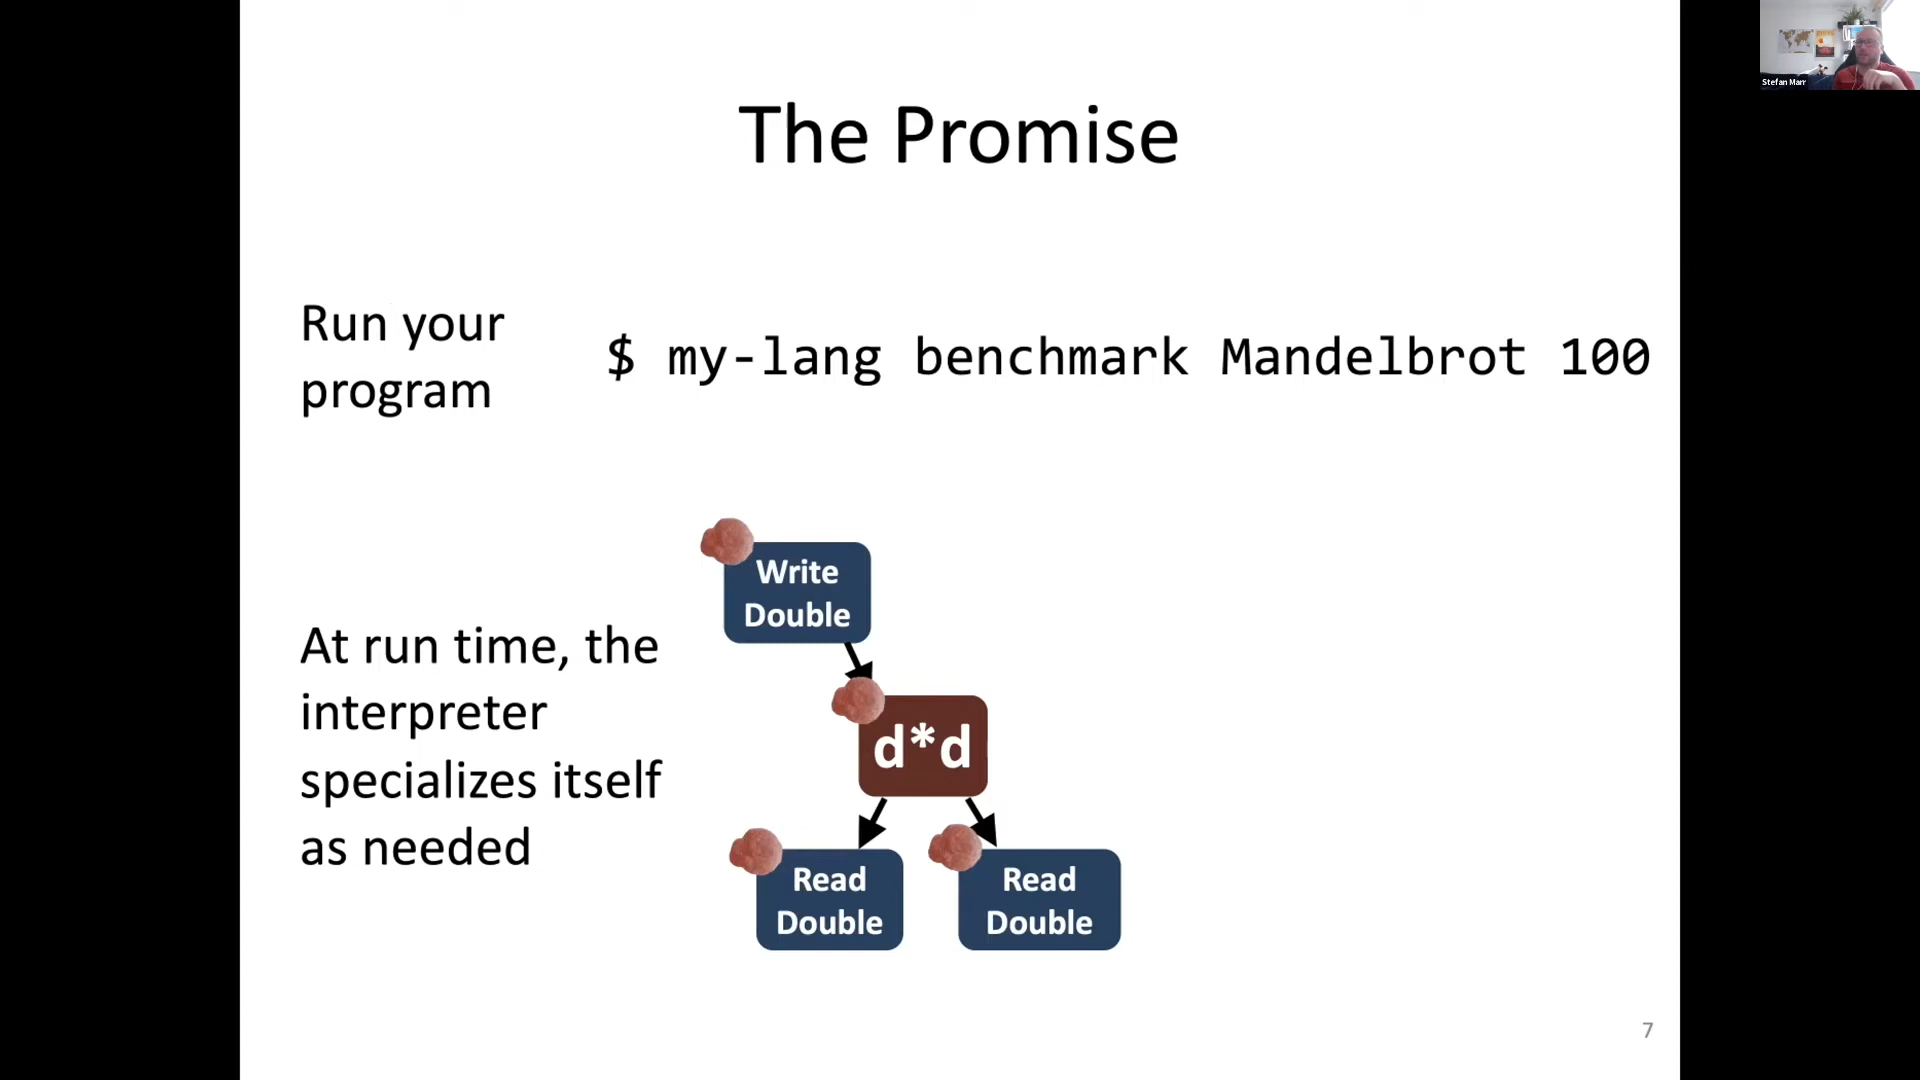 The Promise
Stefan Marr
Run your
program
$ my-lang benchmark Mandelbrot 100
At run time, the
interpreter
specializes itself
as needed
Write
Double
d*d
Read
Double
Read
Double
7